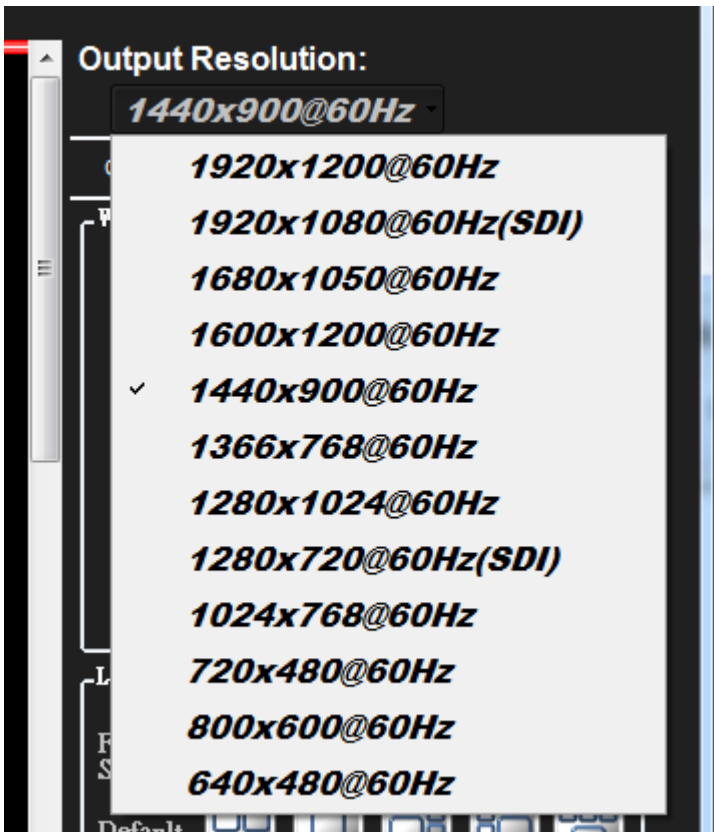 Output Resolution:
1440x900@60Hz
1920x1200@60Hz
1920x1080@60Hz(SDI)
1680x1050@60Hz
1600x1200@60Hz
1440x900@60Hz
1366x768@60Hz
1280x1024@60Hz
1280x720@60Hz(SDI)
1024x768@60Hz
720x480@60Hz
800x600@60Hz
640x480@60Hz
Default